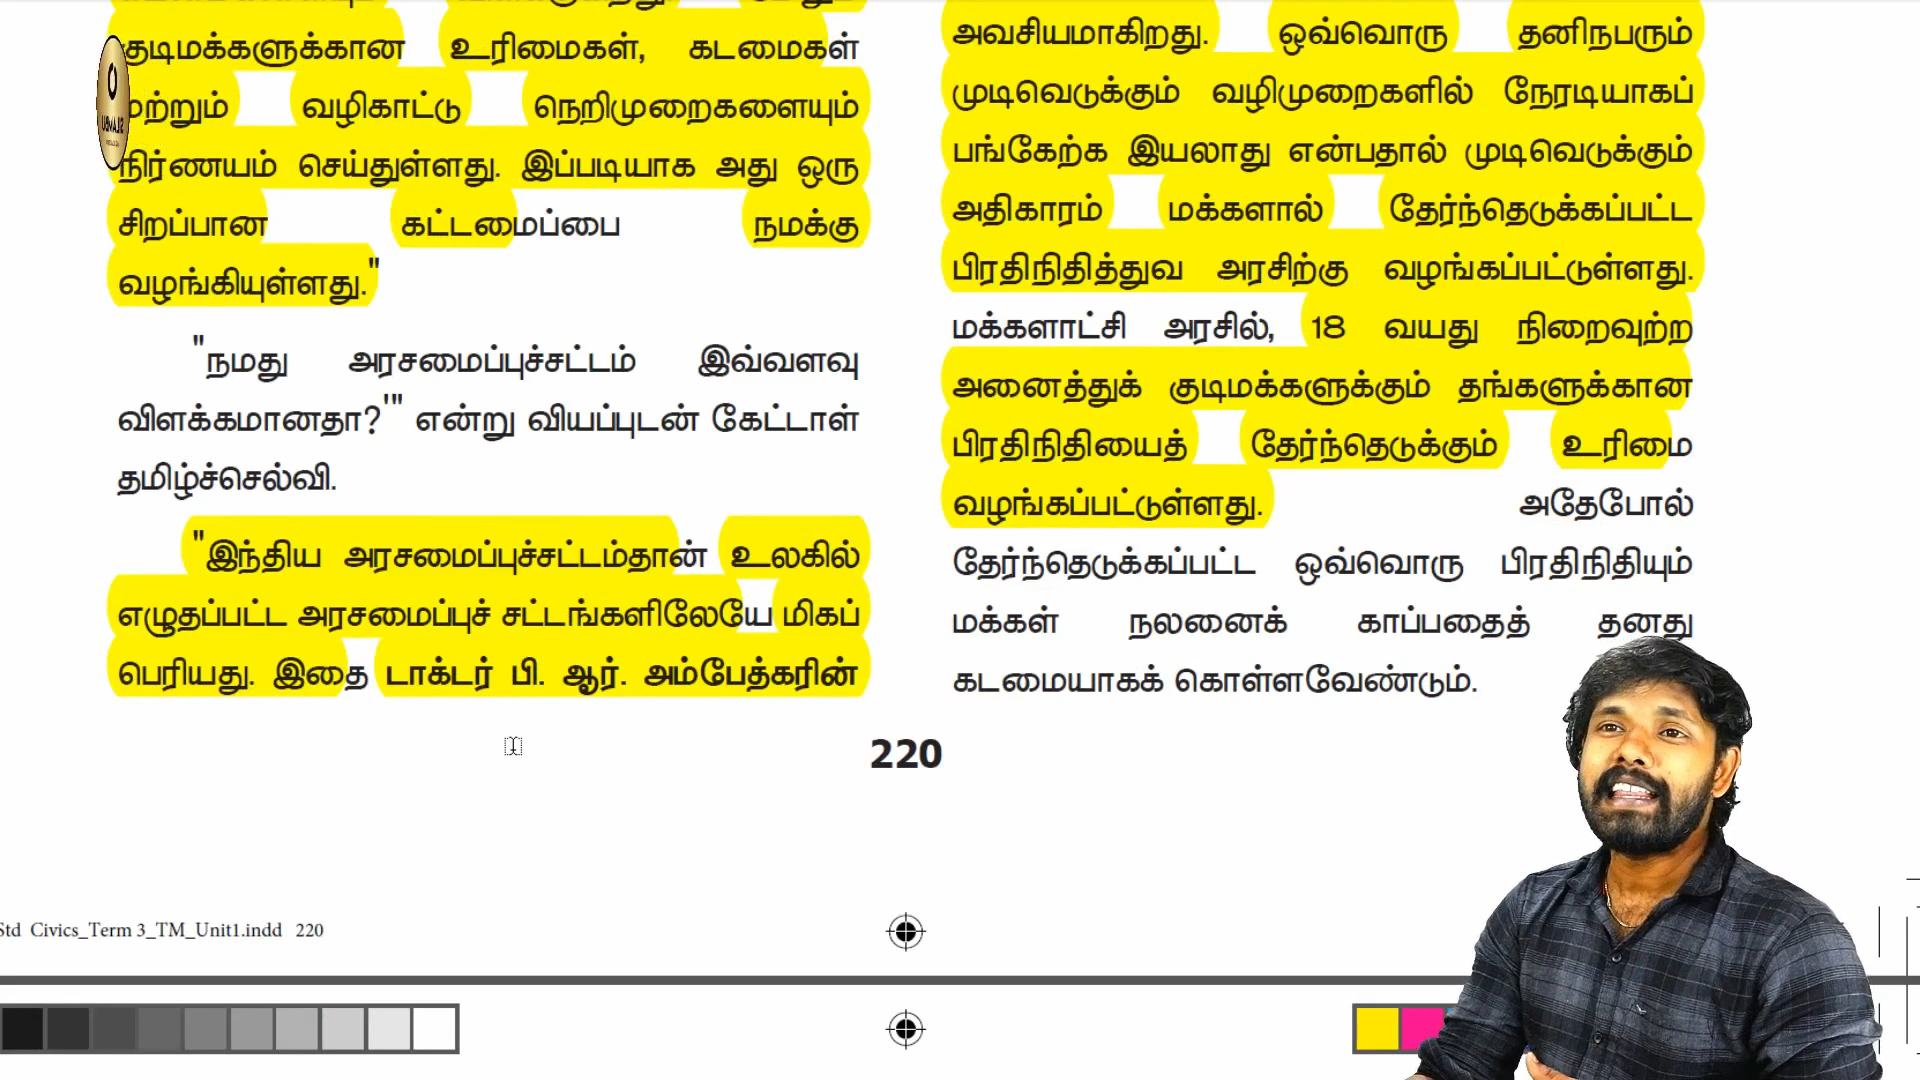 குடிமக்களுக்கான உரிமைகள், கடமைகள்
மற்றும் வழிகாட்டு நெறிமுறைகளையும்
நிர்ணயம் செய்துள்ளது. இப்படியாக அது ஒரு
சிறப்பான கட்டமைப்பை நமக்கு
வழங்கியுள்ளது."
"நமது அரசமைப்புச்சட்டம் இவ்வளவு
விளக்கமானதா?'" என்று வியப்புடன் கேட்டாள்
தமிழ்ச்செல்வி.
"இந்திய அரசமைப்புச்சட்டம்தான் உலகில்
எழுதப்பட்ட அரசமைப்புச் சட்டங்களிலேயே மிகப்
பெரியது. இதை டாக்டர் பி. ஆர். அம்பேத்கரின்
அவசியமாகிறது. ஒவ்வொரு தனிநபரும்
முடிவெடுக்கும் வழிமுறைகளில் நேரடியாகப்
பங்கேற்க இயலாது என்பதால் முடிவெடுக்கும்
அதிகாரம் மக்களால் தேர்ந்தெடுக்கப்பட்ட
பிரதிநிதித்துவ அரசிற்கு வழங்கப்பட்டுள்ளது.
மக்களாட்சி அரசில், 18 வயது நிறைவுற்ற
அனைத்துக் குடிமக்களுக்கும் தங்களுக்கான
பிரதிநிதியைத் தேர்ந்தெடுக்கும் உரிமை
வழங்கப்பட்டுள்ளது. அதேபோல்
தேர்ந்தெடுக்கப்பட்ட ஒவ்வொரு பிரதிநிதியும்
மக்கள் நலனைக் காப்பதைத் தனது
கடமையாகக் கொள்ளவேண்டும்.
220
Std Civics_Term 3_TM_Unit1.indd 220